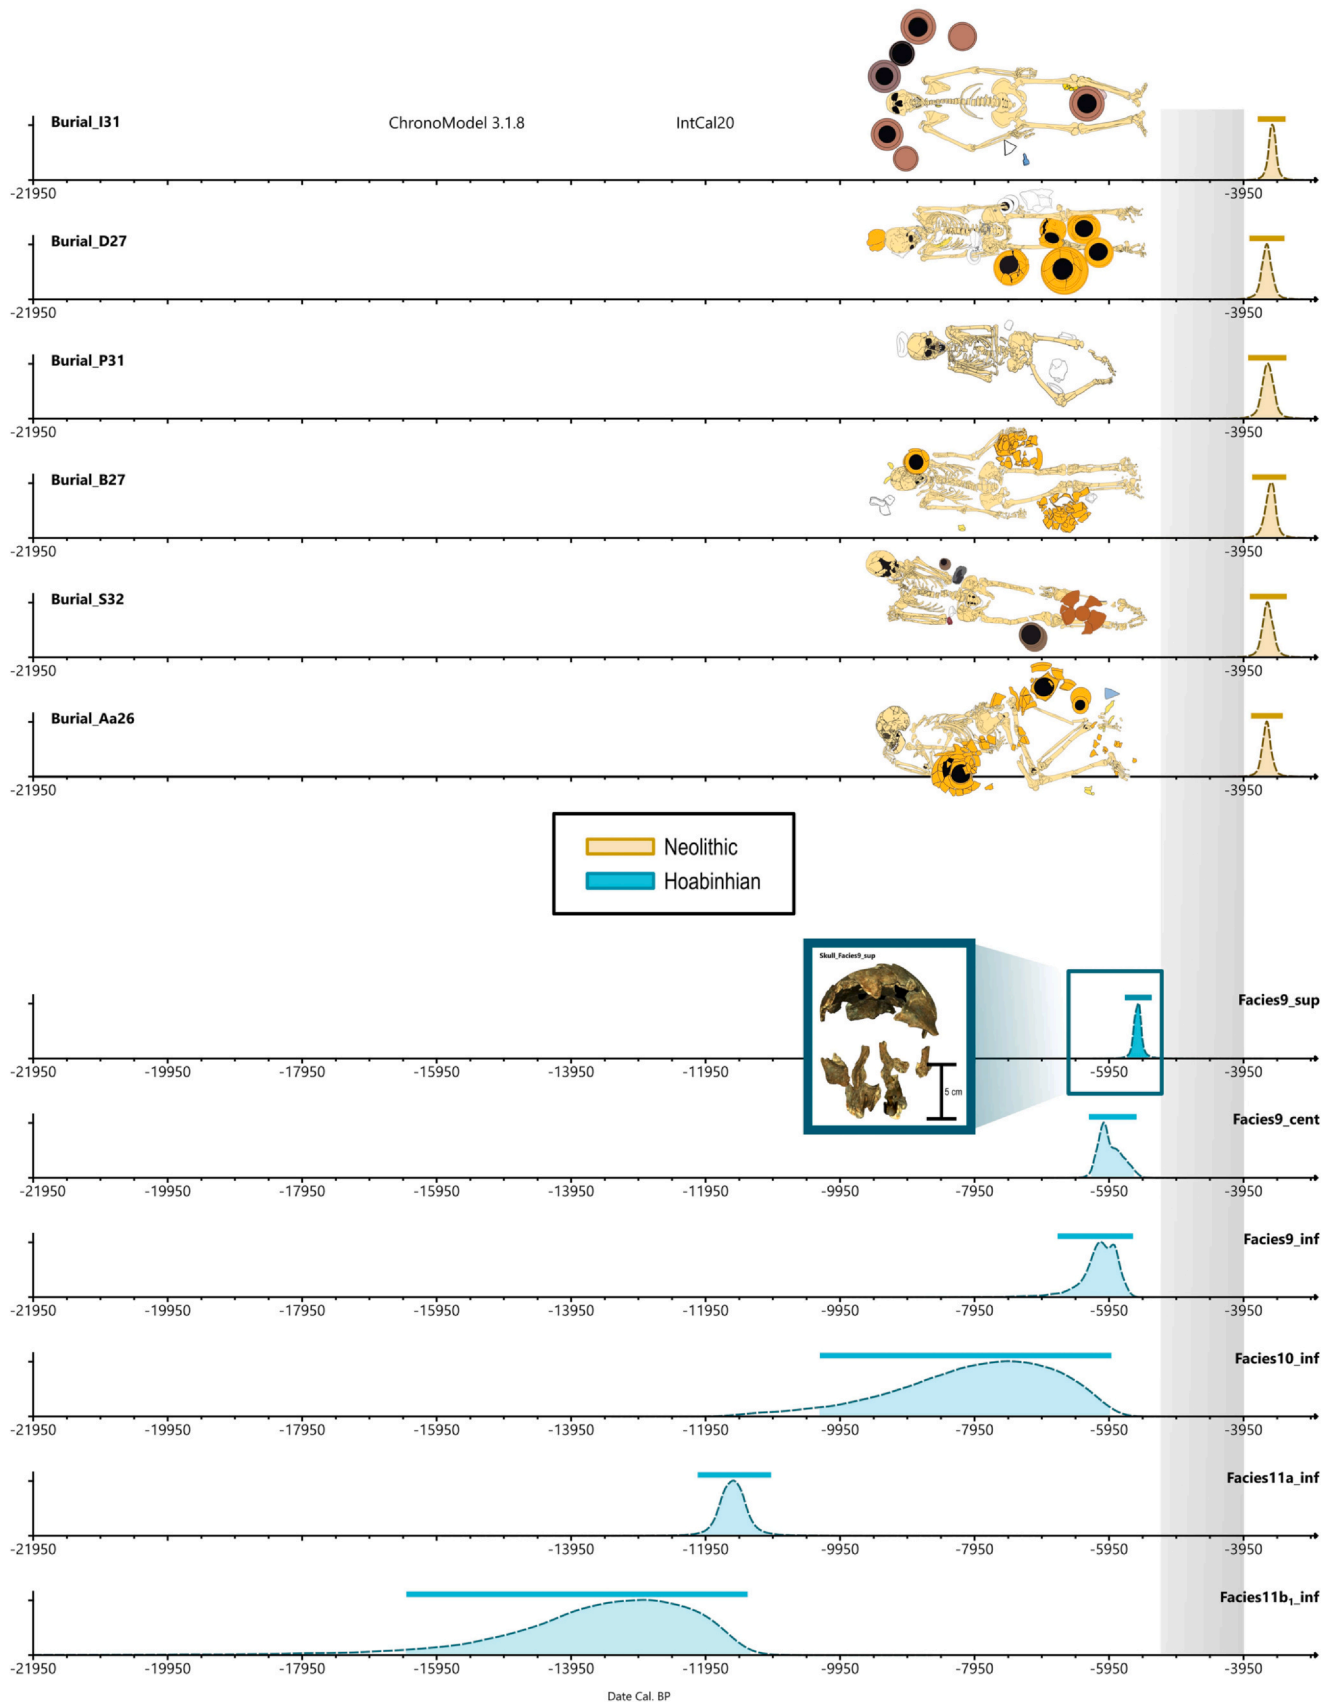 Burial_I31 ChronoModel 3.1.8 IntCal20
-21950 -3950
Burial_D27
-21950 -3950
Burial_P31
-21950 -3950
Burial_B27
-21950 -3950
Burial_S32
-21950 -3950
Burial_Aa26
-21950 -3950
Neolithic
Hoabinhian
Skull_Facies9_sup
5 cm
Facies9_sup
-21950 -19950 -17950 -15950 -13950 -11950 -9950 -7950 -5950 -3950
Facies9_cent
-21950 -19950 -17950 -15950 -13950 -11950 -9950 -7950 -5950 -3950
Facies9_inf
-21950 -19950 -17950 -15950 -13950 -11950 -9950 -7950 -5950 -3950
Facies10_inf
-21950 -19950 -17950 -15950 -13950 -11950 -9950 -7950 -5950 -3950
Facies11a_inf
-21950 -13950 -11950 -9950 -7950 -5950 -3950
Facies11b₁_inf
-21950 -19950 -17950 -15950 -13950 -11950 -9950 -7950 -5950 -3950
Date Cal. BP